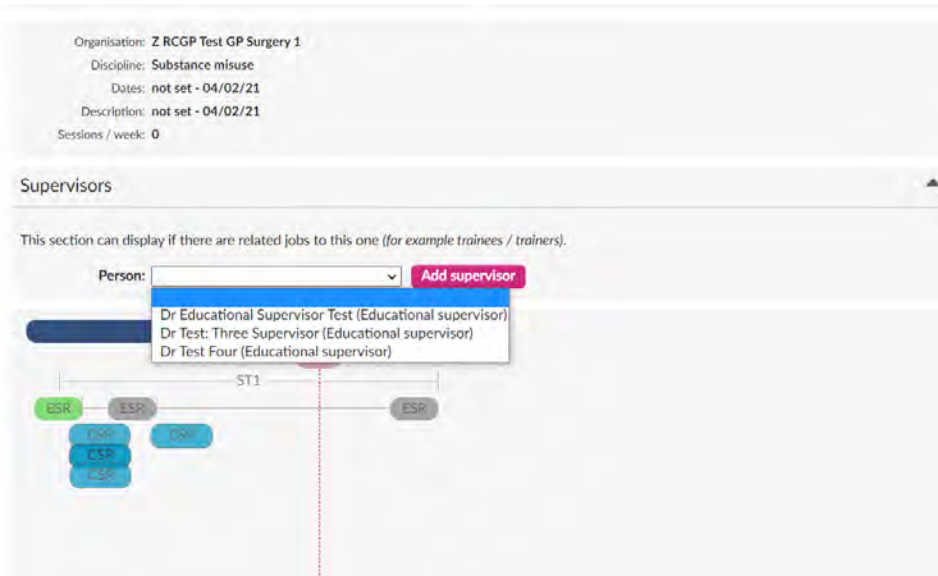 Organisation: Z RCGP Test GP Surgery 1
Discipline: Substance misuse
Dates: not set - 04/02/21
Description: not set - 04/02/21
Sessions / week: 0
Supervisors
This section can display if there are related jobs to this one (for example trainees / trainers).
Person: Add supervisor
Dr Educational Supervisor Test (Educational supervisor)
Dr Test: Three Supervisor (Educational supervisor)
Dr Test Four (Educational supervisor)
ST1
ESR ESR ESR
CSR CSR
CSR
CSR